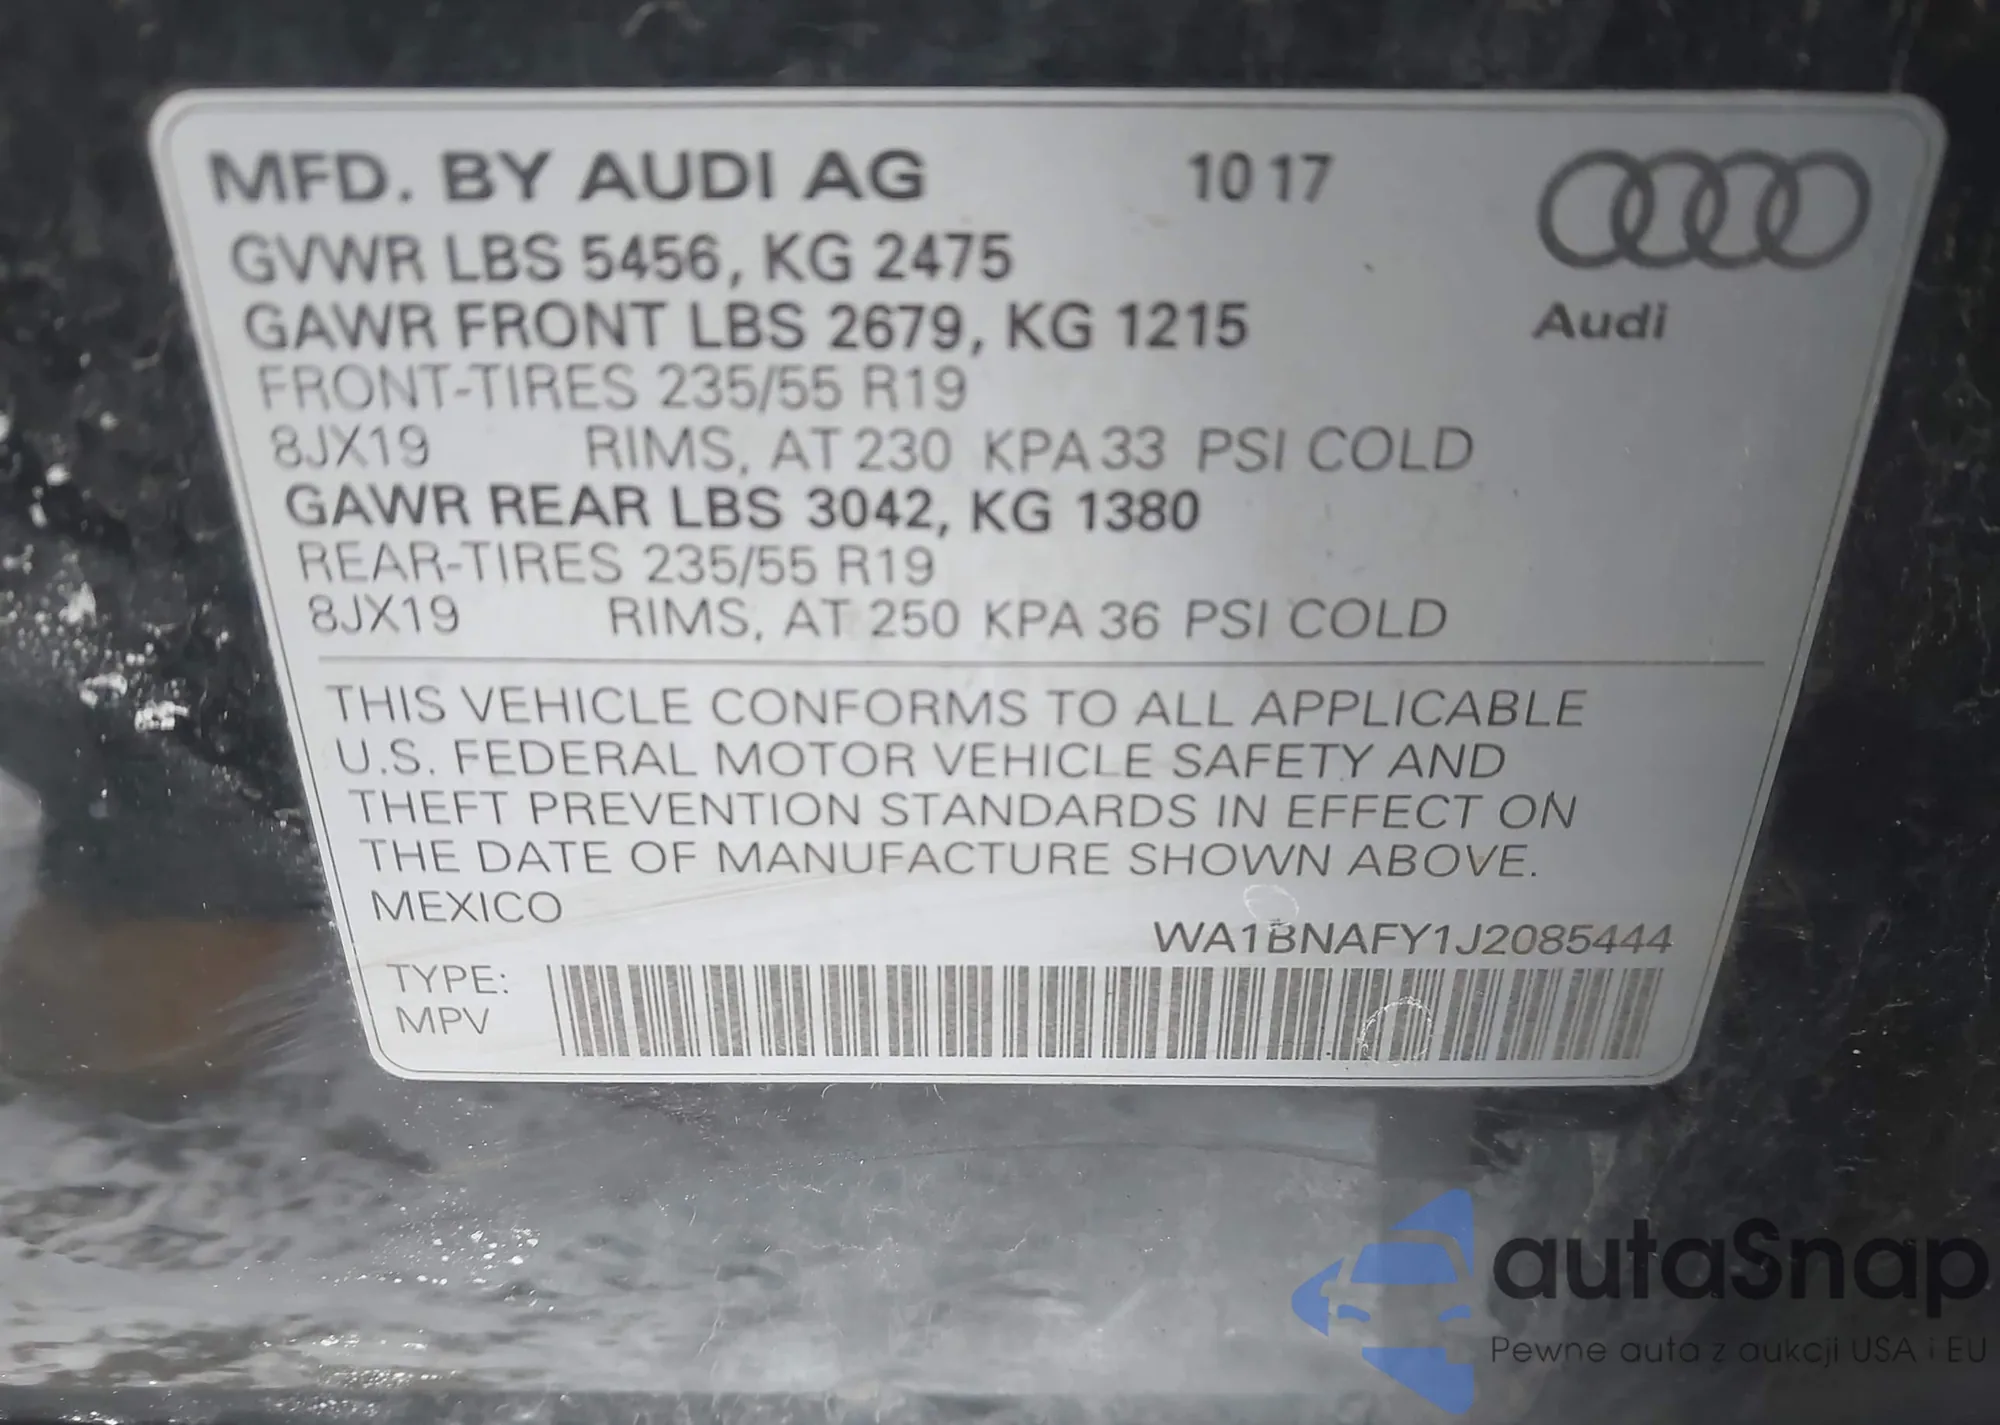 MFD. BY AUDI AG 10 17
GVWR LBS 5456, KG 2475
GAWR FRONT LBS 2679, KG 1215
Audi
FRONT-TIRES 235/55 R19
8JX19 RIMS, AT 230 KPA 33 PSI COLD
GAWR REAR LBS 3042, KG 1380
REAR-TIRES 235/55 R19
8JX19 RIMS, AT 250 KPA 36 PSI COLD
THIS VEHICLE CONFORMS TO ALL APPLICABLE
U.S. FEDERAL MOTOR VEHICLE SAFETY AND
THEFT PREVENTION STANDARDS IN EFFECT ON
THE DATE OF MANUFACTURE SHOWN ABOVE.
MEXICO
WA1BNAFY1J2085444
TYPE:
MPV
autaSnap
Pewne auta z aukcji USA i EU